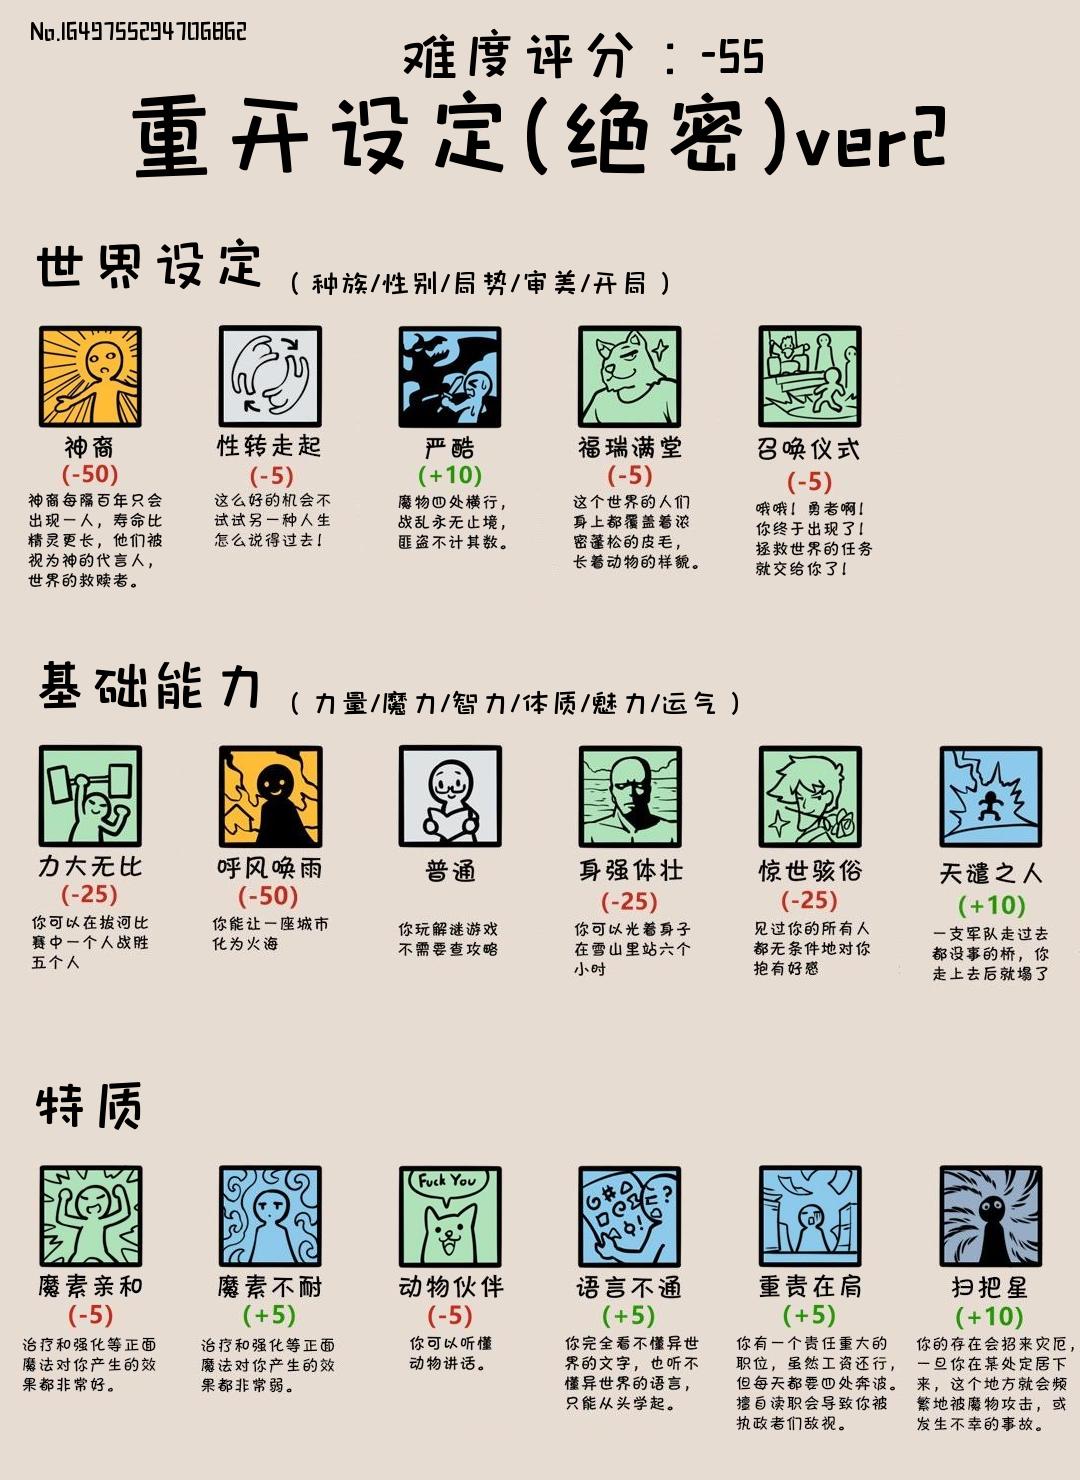 No.1649755294706862
难度评分：-55
重开设定(绝密)ver2
世界设定 ( 种族/性别/局势/审美/开局 )
神裔
(-50)
神裔每隔百年只会
出现一人，寿命比
精灵更长，他们被
视为神的代言人，
世界的救赎者。
性转走起
(-5)
这么好的机会不
试试另一种人生
怎么说得过去！
严酷
(+10)
魔物四处横行，
战乱永无止境，
匪盗不计其数。
福瑞满堂
(-5)
这个世界的人们
身上都覆盖着浓
密蓬松的皮毛，
长着动物的样貌。
召唤仪式
(-5)
哦哦！勇者啊！
你终于出现了！
拯救世界的任务
就交给你了！
基础能力 ( 力量/魔力/智力/体质/魅力/运气 )
力大无比
(-25)
你可以在拔河比
赛中一个人战胜
五个人
呼风唤雨
(-50)
你能让一座城市
化为火海
普通
你玩解谜游戏
不需要查攻略
身强体壮
(-25)
你可以光着身子
在雪山里站六个
小时
惊世骇俗
(-25)
见过你的所有人
都无条件地对你
抱有好感
天谴之人
(+10)
一支军队走过去
都没事的桥，你
走上去后就塌了
特质
魔素亲和
(-5)
治疗和强化等正面
魔法对你产生的效
果都非常好。
魔素不耐
(+5)
治疗和强化等正面
魔法对你产生的效
果都非常弱。
Fuck You
动物伙伴
(-5)
你可以听懂
动物讲话。
语言不通
(+5)
你完全看不懂异世
界的文字，也听不
懂异世界的语言，
只能从头学起。
重责在肩
(+5)
你有一个责任重大的
职位，虽然工资还行，
但每天都要四处奔波。
擅自读职会导致你被
执政者们敌视。
扫把星
(+10)
你的存在会招来灾厄，
一旦你在某处定居下
来，这个地方就会频
繁地被魔物攻击，或
发生不幸的事故。